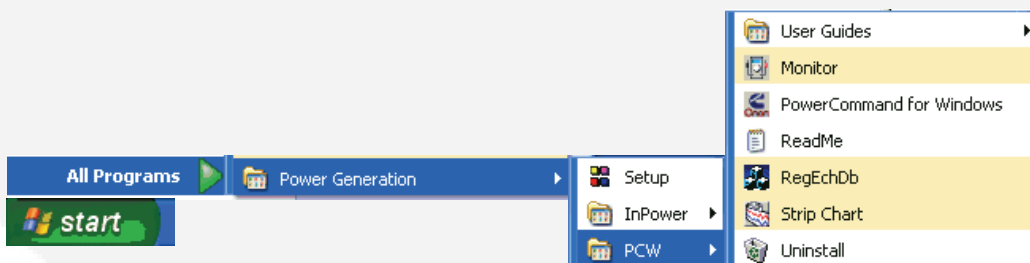 User Guides
Monitor
PowerCommand for Windows
ReadMe
All Programs
Power Generation
Setup
RegEchDb
start
InPower
Strip Chart
PCW
Uninstall